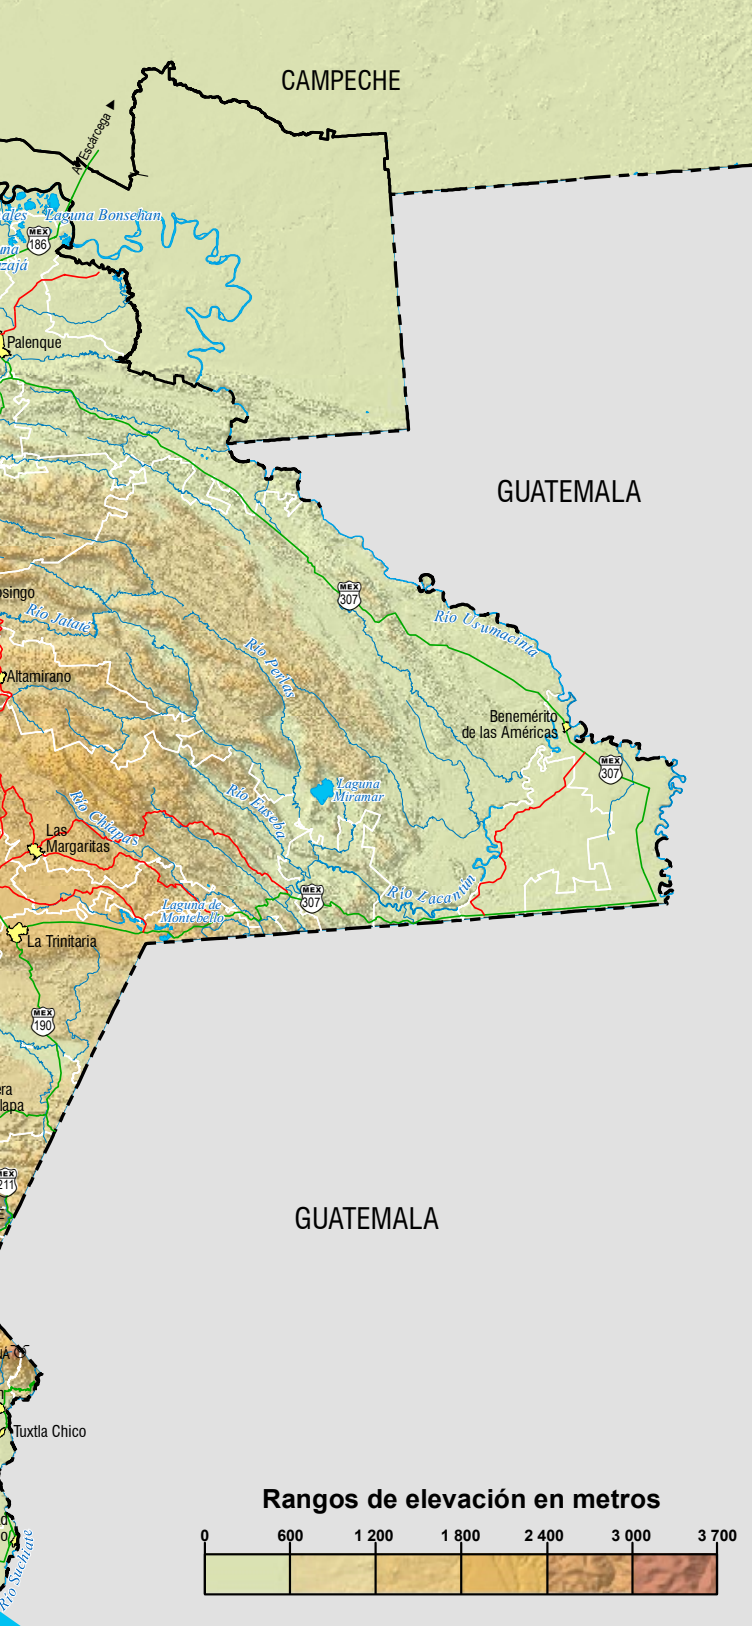 CAMPECHE
A Escárcega
Laguna Bonsehan
MEX
186
Palenque
GUATEMALA
MEX
307
Río Jataté
Río Usumacinta
Río Perlas
Altamirano
Benemérito
de las Américas
MEX
307
Laguna
Miramar
Río Euseba
Río Chiapas
Las
Margaritas
Río Lacantún
MEX
307
Laguna de
Montebello
La Trinitaria
MEX
190
MEX
211
GUATEMALA
Tuxtla Chico
Río Suchiate
Rangos de elevación en metros
0 600 1 200 1 800 2 400 3 000 3 700